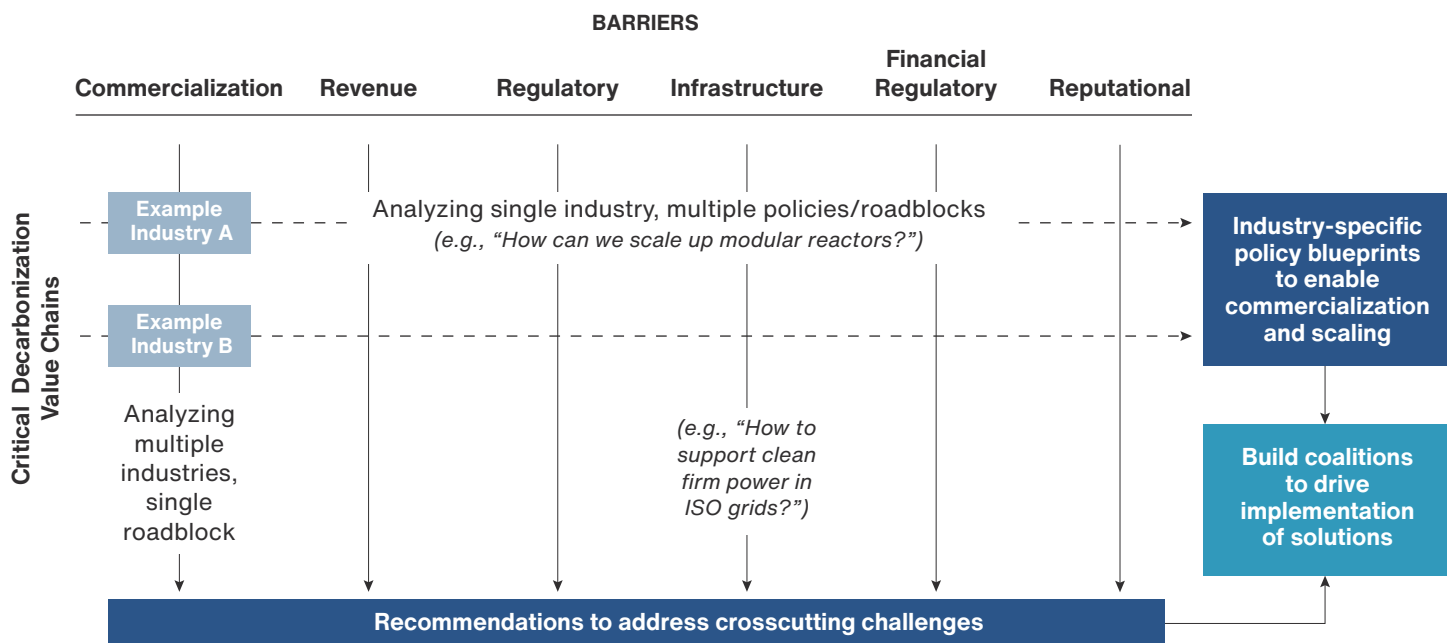 BARRIERS
Commercialization
Revenue
Regulatory
Infrastructure
Financial
Regulatory
Reputational
Critical Decarbonization
Value Chains
Example
Industry A
Analyzing single industry, multiple policies/roadblocks
(e.g., “How can we scale up modular reactors?”)
Example
Industry B
Analyzing
multiple
industries,
single
roadblock
(e.g., “How to
support clean
firm power in
ISO grids?”)
Industry-specific
policy blueprints
to enable
commercialization
and scaling
Build coalitions
to drive
implementation
of solutions
Recommendations to address crosscutting challenges